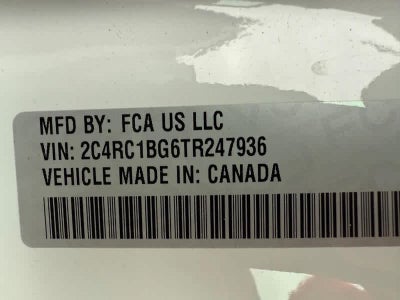 MFD BY: FCA US LLC
VIN: 2C4RC1BG6TR247936
VEHICLE MADE IN: CANADA